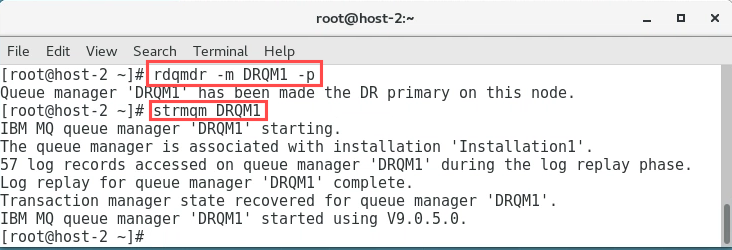 root@host-2:~
File Edit View Search Terminal Help
[root@host-2 ~]# rdqmdr -m DRQM1 -p
Queue manager 'DRQM1' has been made the DR primary on this node.
[root@host-2 ~]# strmqm DRQM1
IBM MQ queue manager 'DRQM1' starting.
The queue manager is associated with installation 'Installation1'.
57 log records accessed on queue manager 'DRQM1' during the log replay phase.
Log replay for queue manager 'DRQM1' complete.
Transaction manager state recovered for queue manager 'DRQM1'.
IBM MQ queue manager 'DRQM1' started using V9.0.5.0.
[root@host-2 ~]#